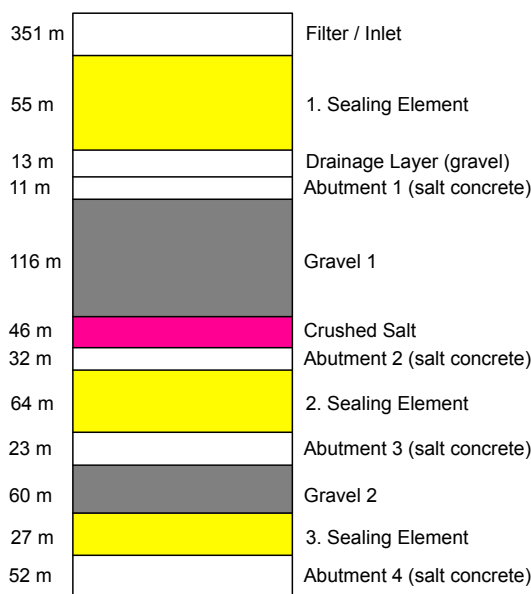 351 m Filter / Inlet
55 m 1. Sealing Element
13 m Drainage Layer (gravel)
11 m Abutment 1 (salt concrete)
116 m Gravel 1
46 m Crushed Salt
32 m Abutment 2 (salt concrete)
64 m 2. Sealing Element
23 m Abutment 3 (salt concrete)
60 m Gravel 2
27 m 3. Sealing Element
52 m Abutment 4 (salt concrete)